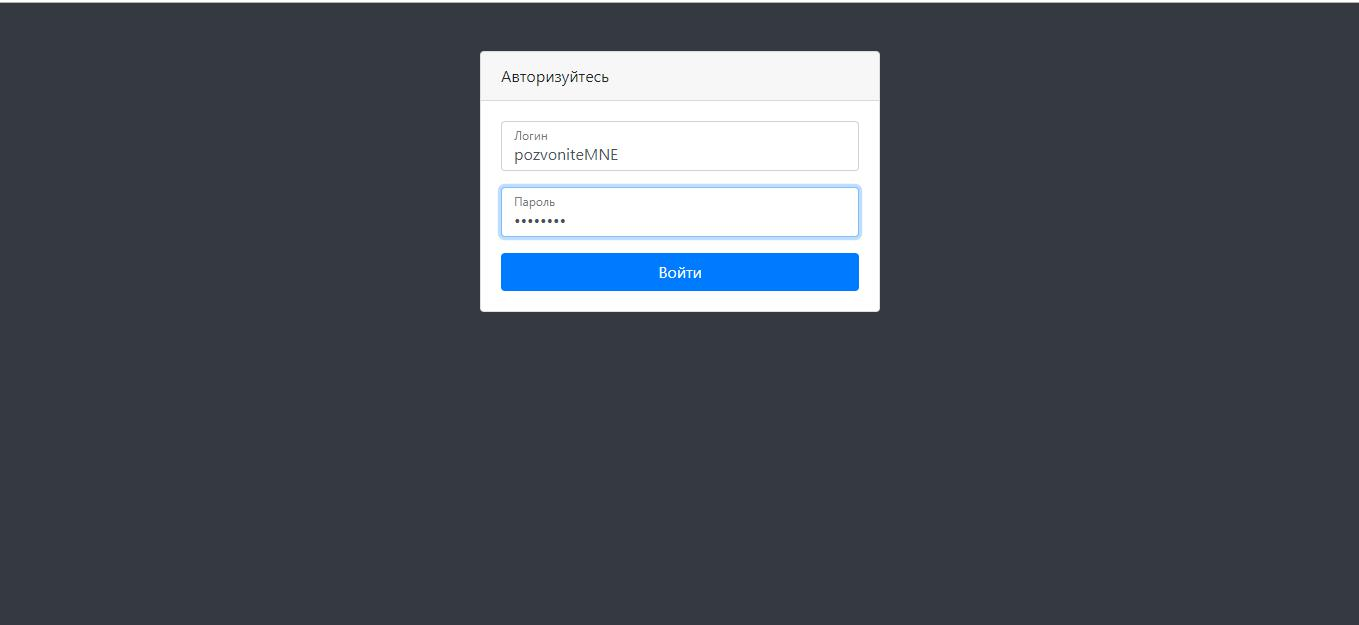 Авторизуйтесь
Логин
pozvoniteMNE
Пароль
••••••••
Войти